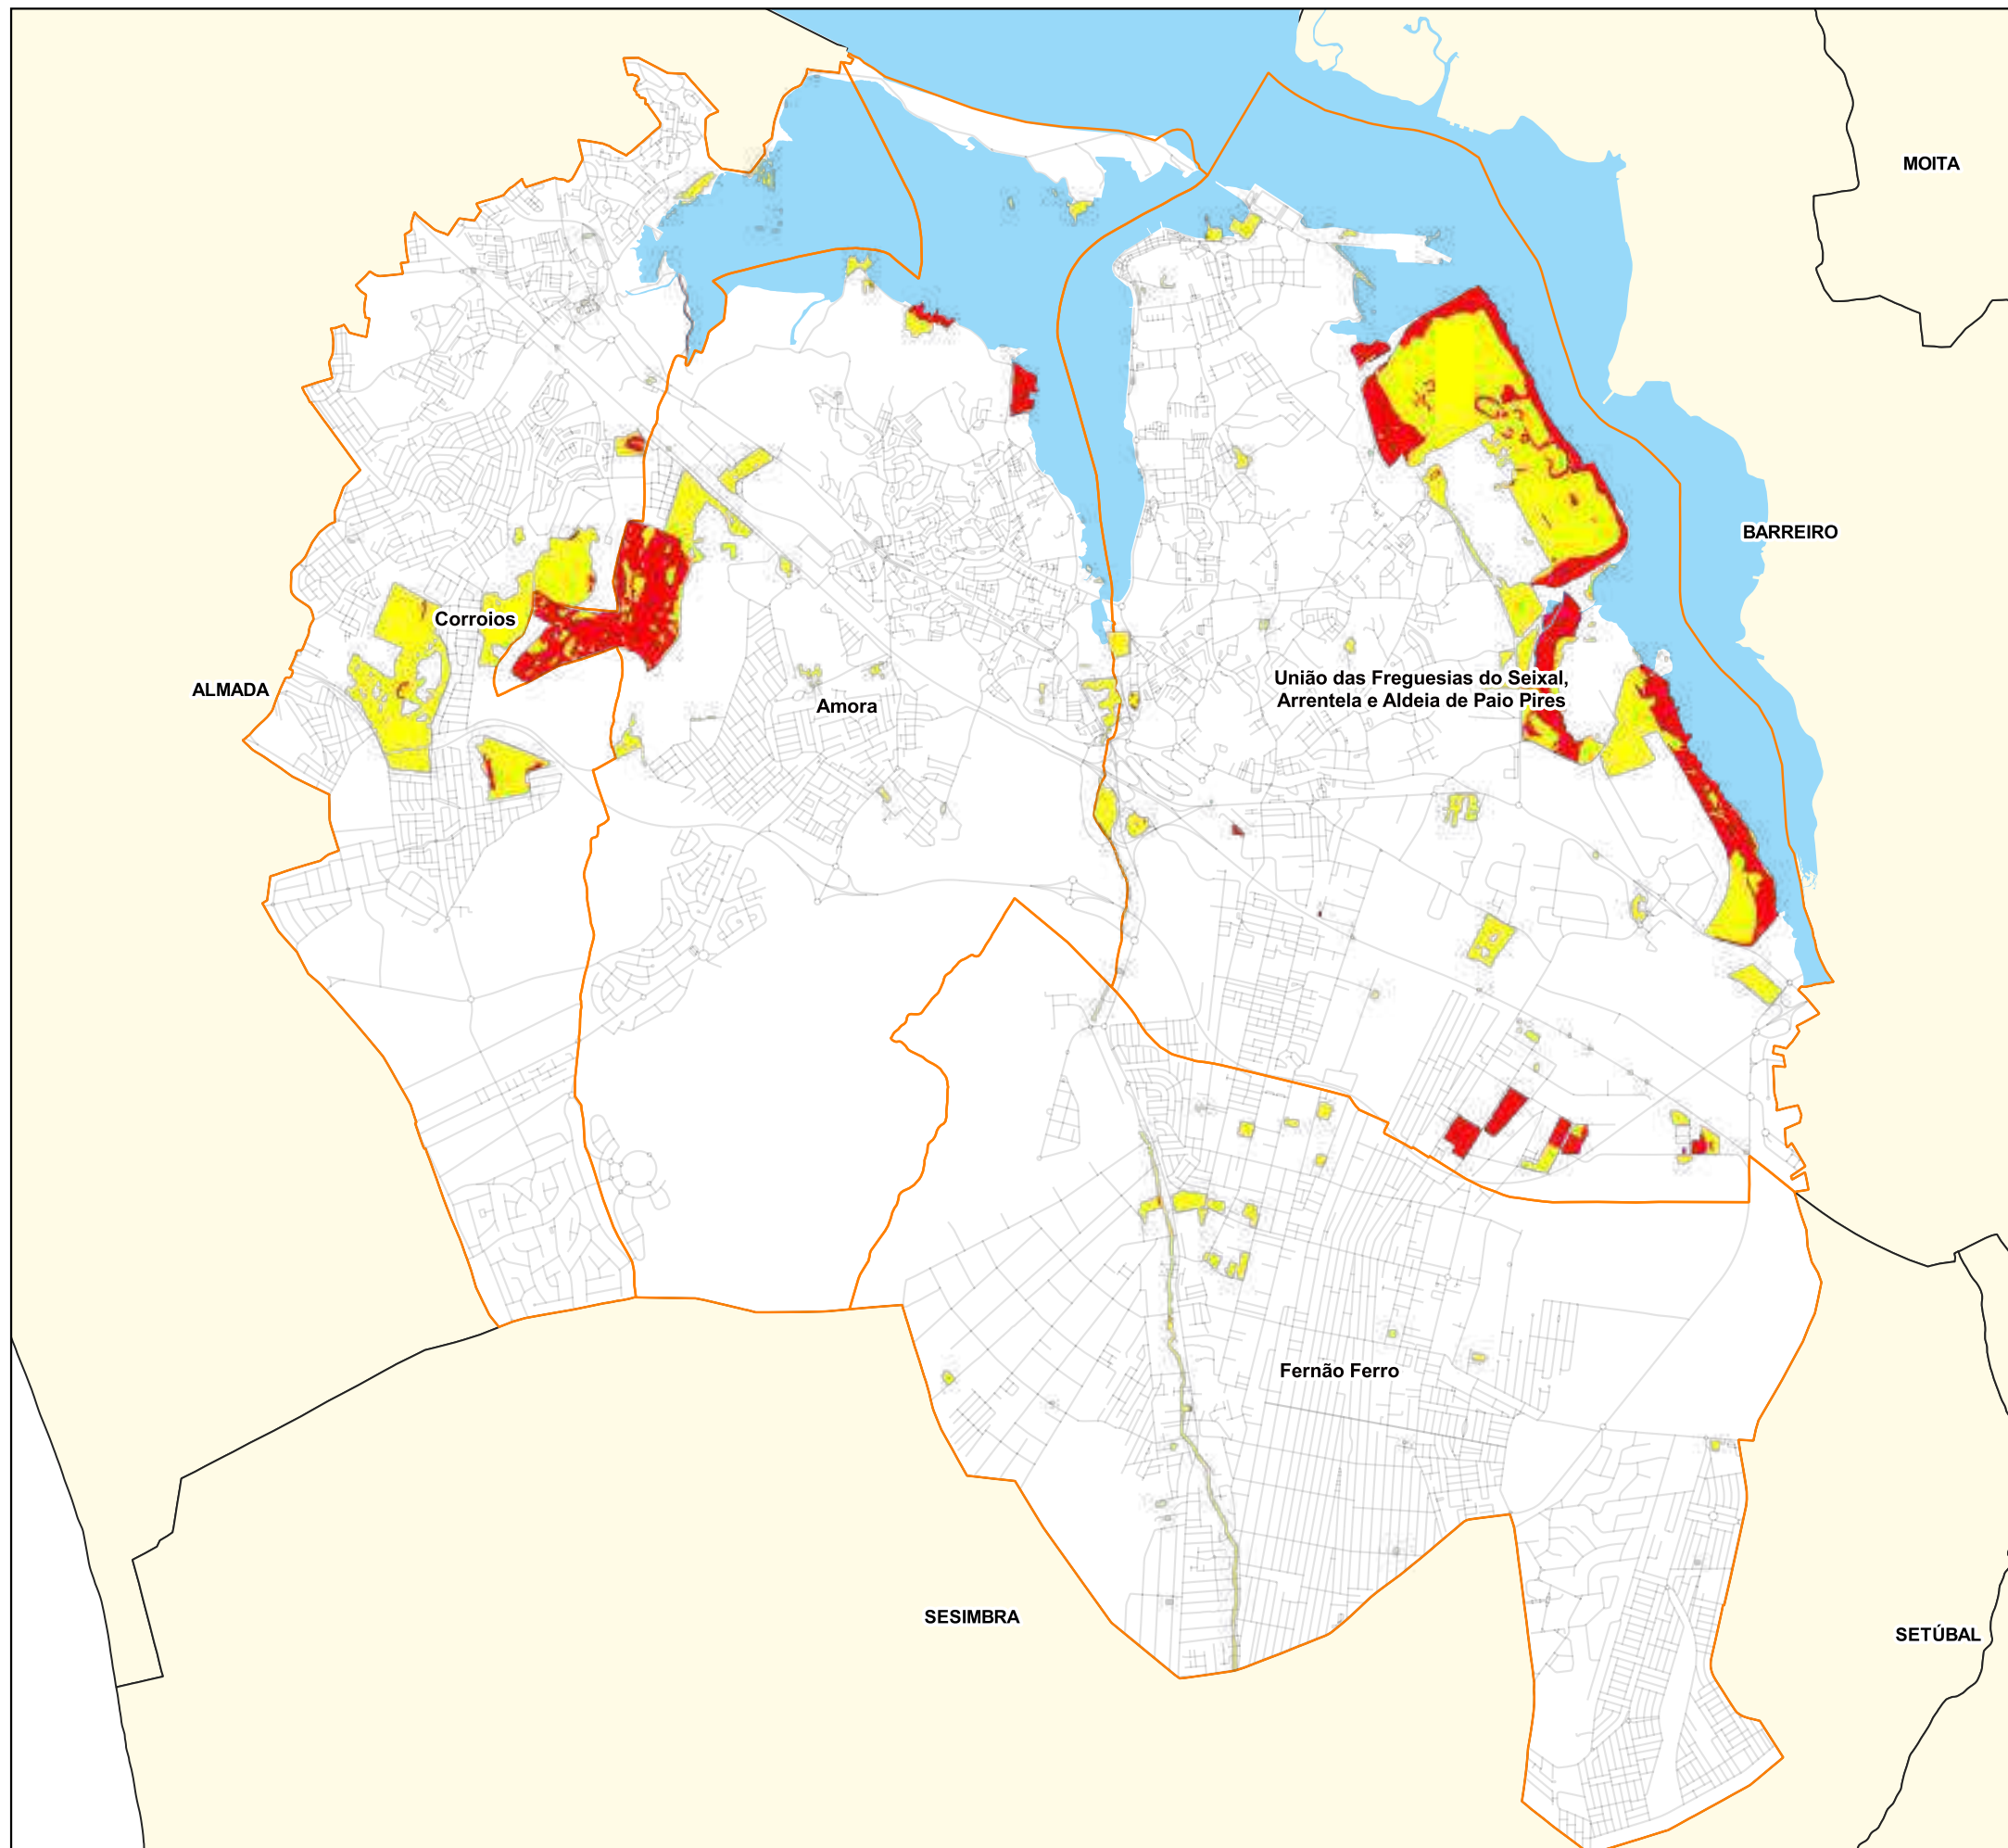 MOITA
BARREIRO
Corroios
ALMADA
União das Freguesias do Seixal,
Arrentela e Aldeia de Paio Pires
Amora
Fernão Ferro
SESIMBRA
SETÚBAL